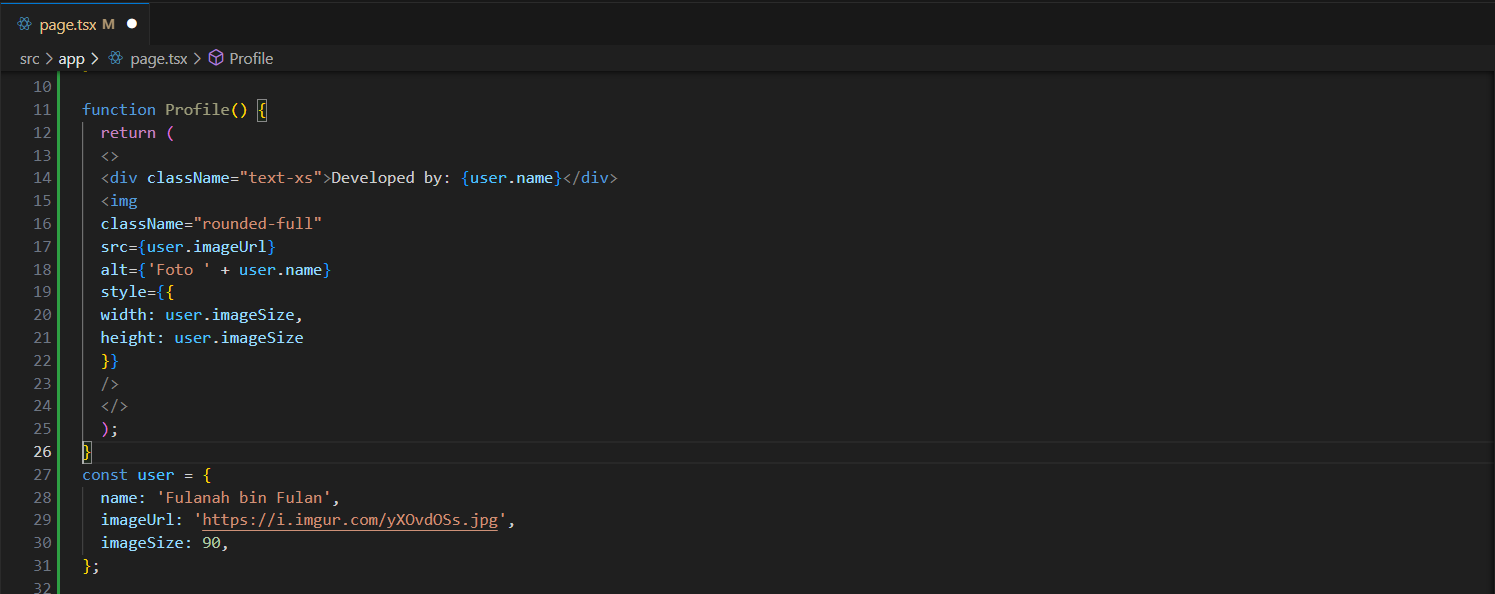 page.tsx M
src > app > page.tsx > Profile
10
11 function Profile() {
12 return (
13 <>
14 <div className="text-xs">Developed by: {user.name}</div>
15 <img
16 className="rounded-full"
17 src={user.imageUrl}
18 alt={'Foto ' + user.name}
19 style={{
20 width: user.imageSize,
21 height: user.imageSize
22 }}
23 />
24 </>
25 );
26 }
27 const user = {
28 name: 'Fulanah bin Fulan',
29 imageUrl: 'https://i.imgur.com/yXOvdOSs.jpg',
30 imageSize: 90,
31 };
32